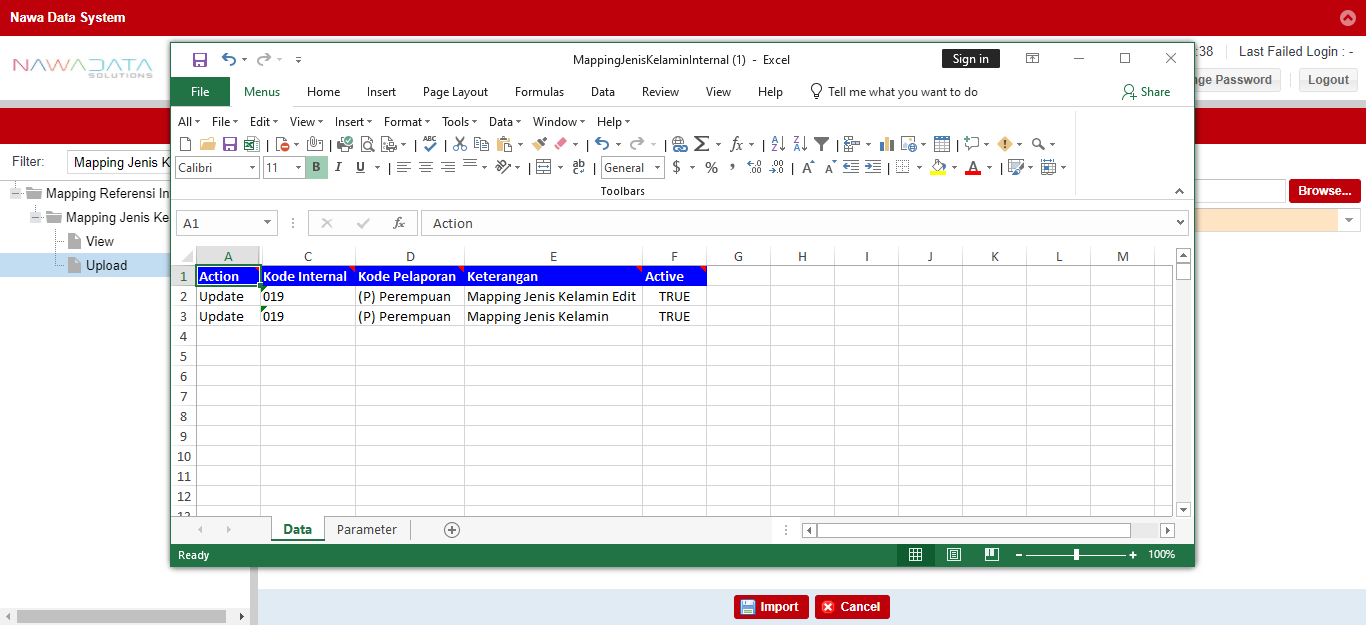 Nawa Data System
NAWADATA
SOLUTIONS
:38 Last Failed Login : -
ge Password Logout
MappingJenisKelaminInternal (1) - Excel
Sign in
File Menus Home Insert Page Layout Formulas Data Review View Help Tell me what you want to do Share
All File Edit View Insert Format Tools Data Window Help
Calibri 11 B I U General $ %
Toolbars
Filter: Mapping Jenis K
Browse...
Mapping Referensi In
Mapping Jenis Ke
View
Upload
A1 fx Action
A C D E F G H I J K L M
1 Action Kode Internal Kode Pelaporan Keterangan Active
2 Update 019 (P) Perempuan Mapping Jenis Kelamin Edit TRUE
3 Update 019 (P) Perempuan Mapping Jenis Kelamin TRUE
4
5
6
7
8
9
10
11
12
Data Parameter
Ready 100%
Import Cancel